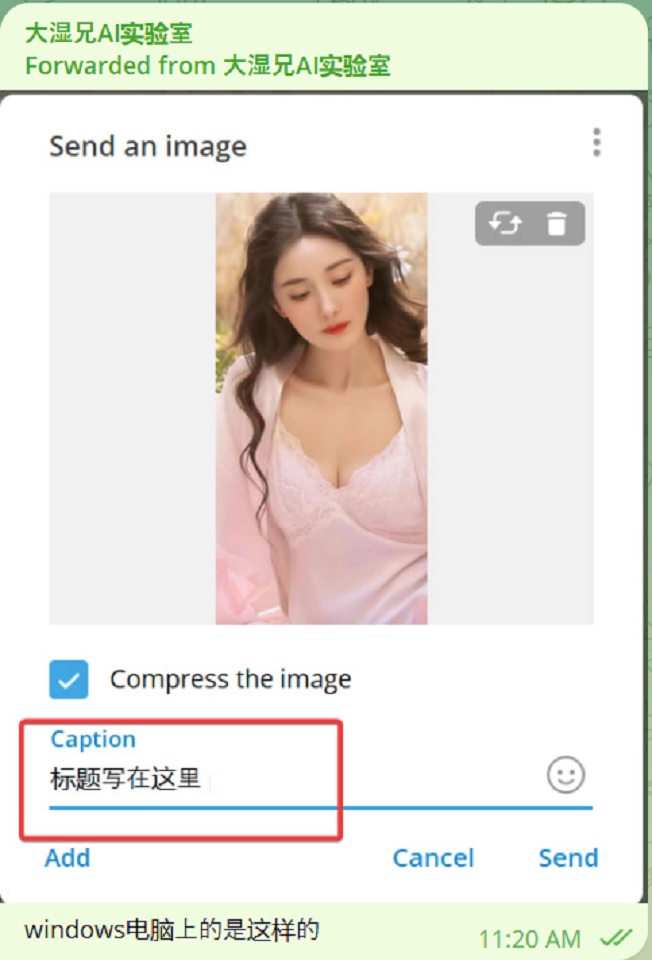 大湿兄AI实验室
Forwarded from 大湿兄AI实验室
Send an image
Compress the image
Caption
标题写在这里
Add Cancel Send
windows电脑上的是这样的
11:20 AM